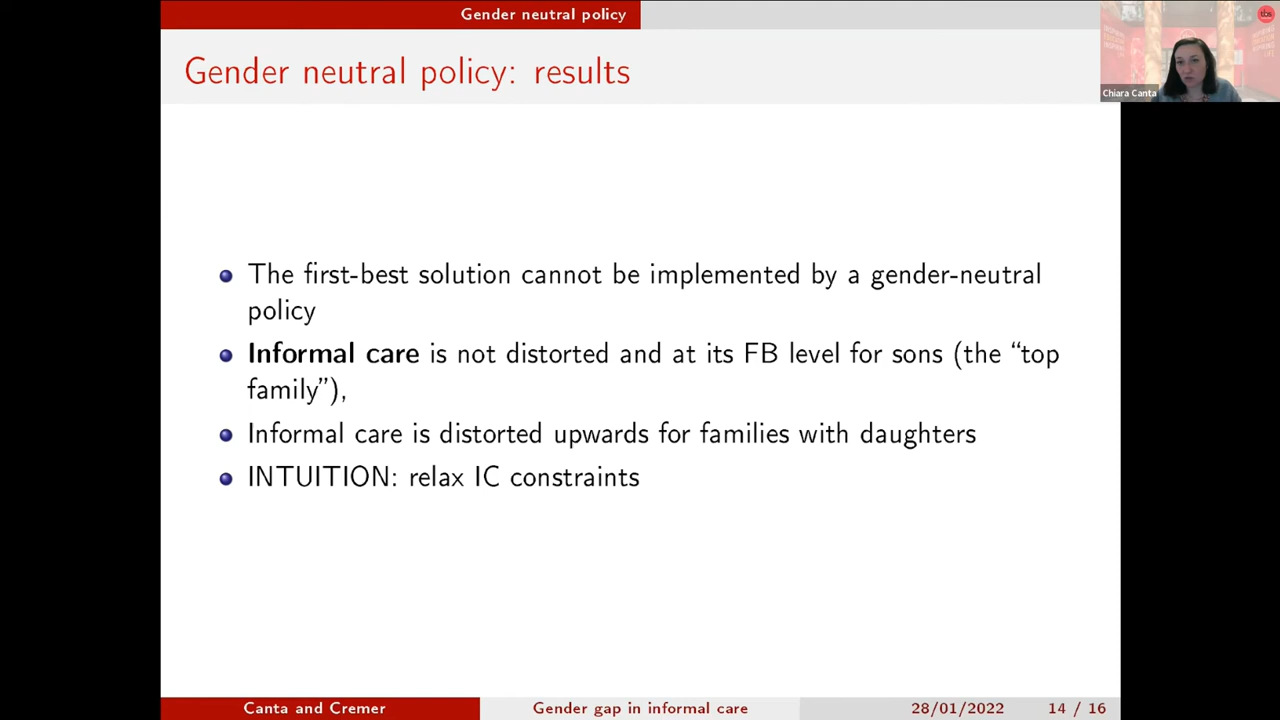 Gender neutral policy
Gender neutral policy: results
The first-best solution cannot be implemented by a gender-neutral
policy
Informal care is not distorted and at its FB level for sons (the “top
family”),
Informal care is distorted upwards for families with daughters
INTUITION: relax IC constraints
Canta and Cremer
Gender gap in informal care
28/01/2022
14 / 16
Chiara Canta
tbs